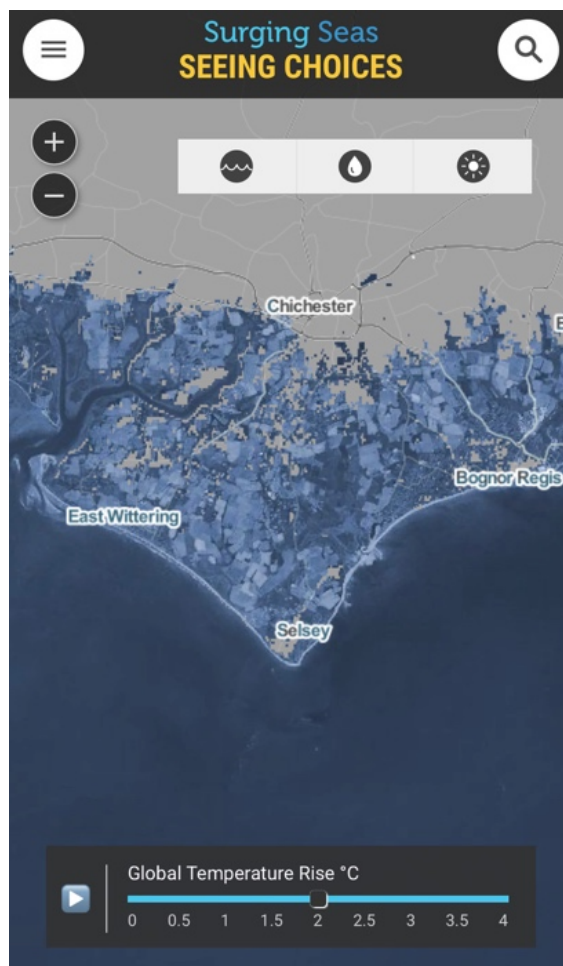 Surging Seas
SEEING CHOICES
Chichester
Bognor Regis
East Wittering
Selsey
Global Temperature Rise °C
0 0.5 1 1.5 2 2.5 3 3.5 4